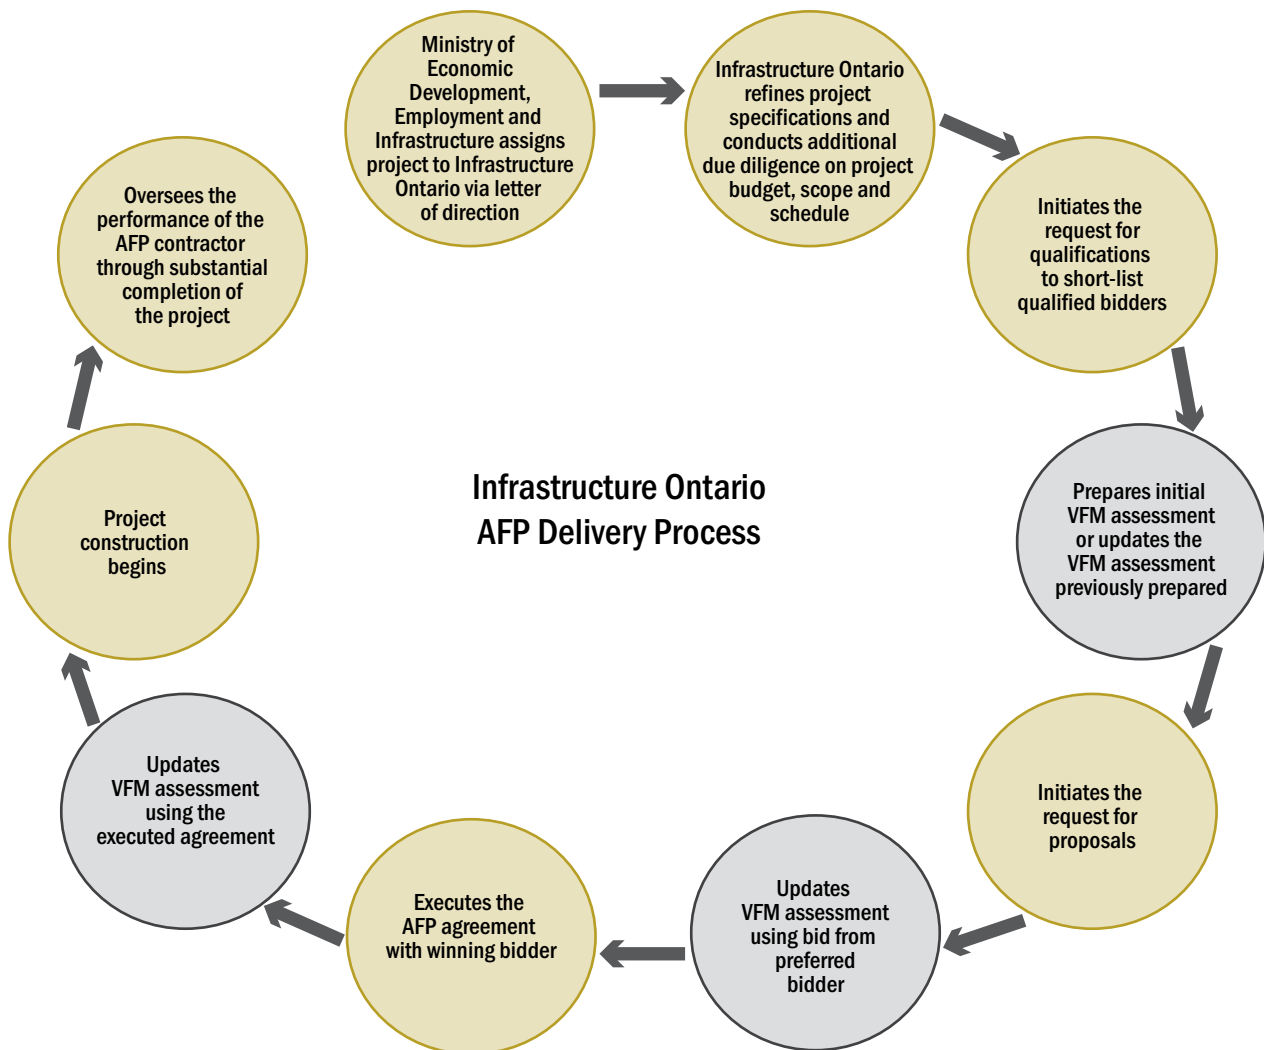 Ministry of
Economic
Development,
Employment and
Infrastructure assigns
project to Infrastructure
Ontario via letter
of direction
Infrastructure Ontario
refines project
specifications and
conducts additional
due diligence on project
budget, scope and
schedule
Initiates the
request for
qualifications
to short-list
qualified bidders
Prepares initial
VFM assessment
or updates the
VFM assessment
previously prepared
Initiates the
request for
proposals
Updates
VFM assessment
using bid from
preferred
bidder
Executes the
AFP agreement
with winning bidder
Updates
VFM assessment
using the
executed agreement
Project
construction
begins
Oversees the
performance of the
AFP contractor
through substantial
completion of
the project
Infrastructure Ontario
AFP Delivery Process